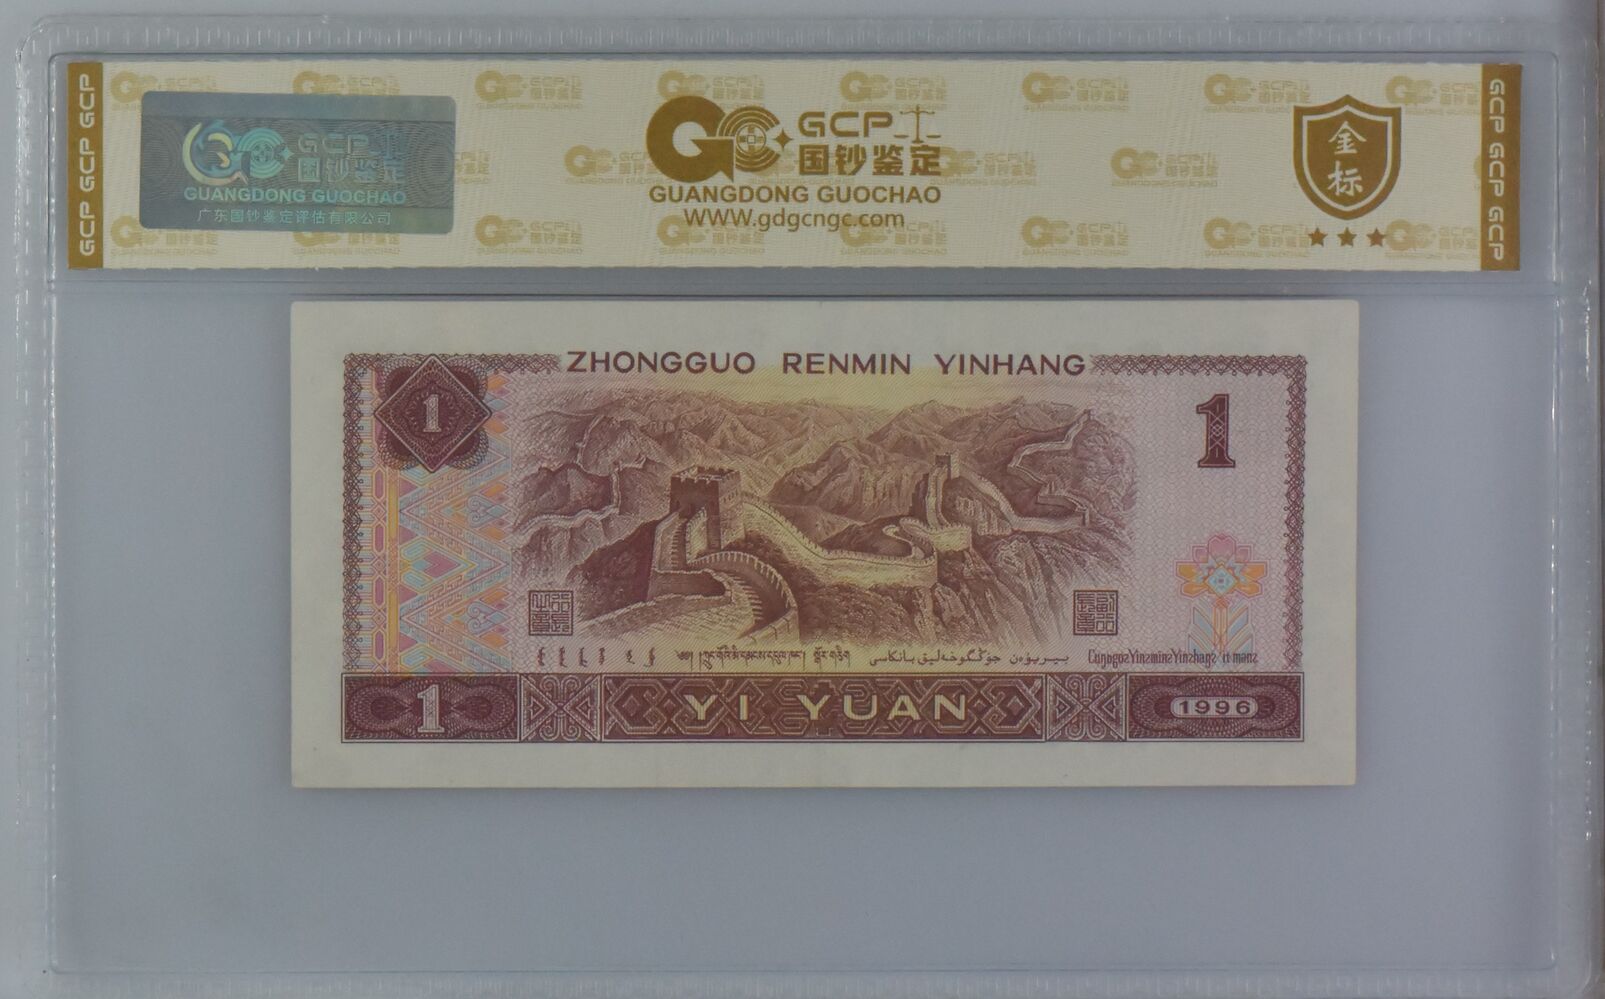 GCP GCP GCP
GCP 国钞鉴定
GUANGDONG GUOCHAO
广东国钞鉴定评估有限公司
GCP
国钞鉴定
GUANGDONG GUOCHAO
WWW.gdgcngc.com
金标
GCP GCP GCP
ZHONGGUO RENMIN YINHANG
1
1
1
YI YUAN
1996